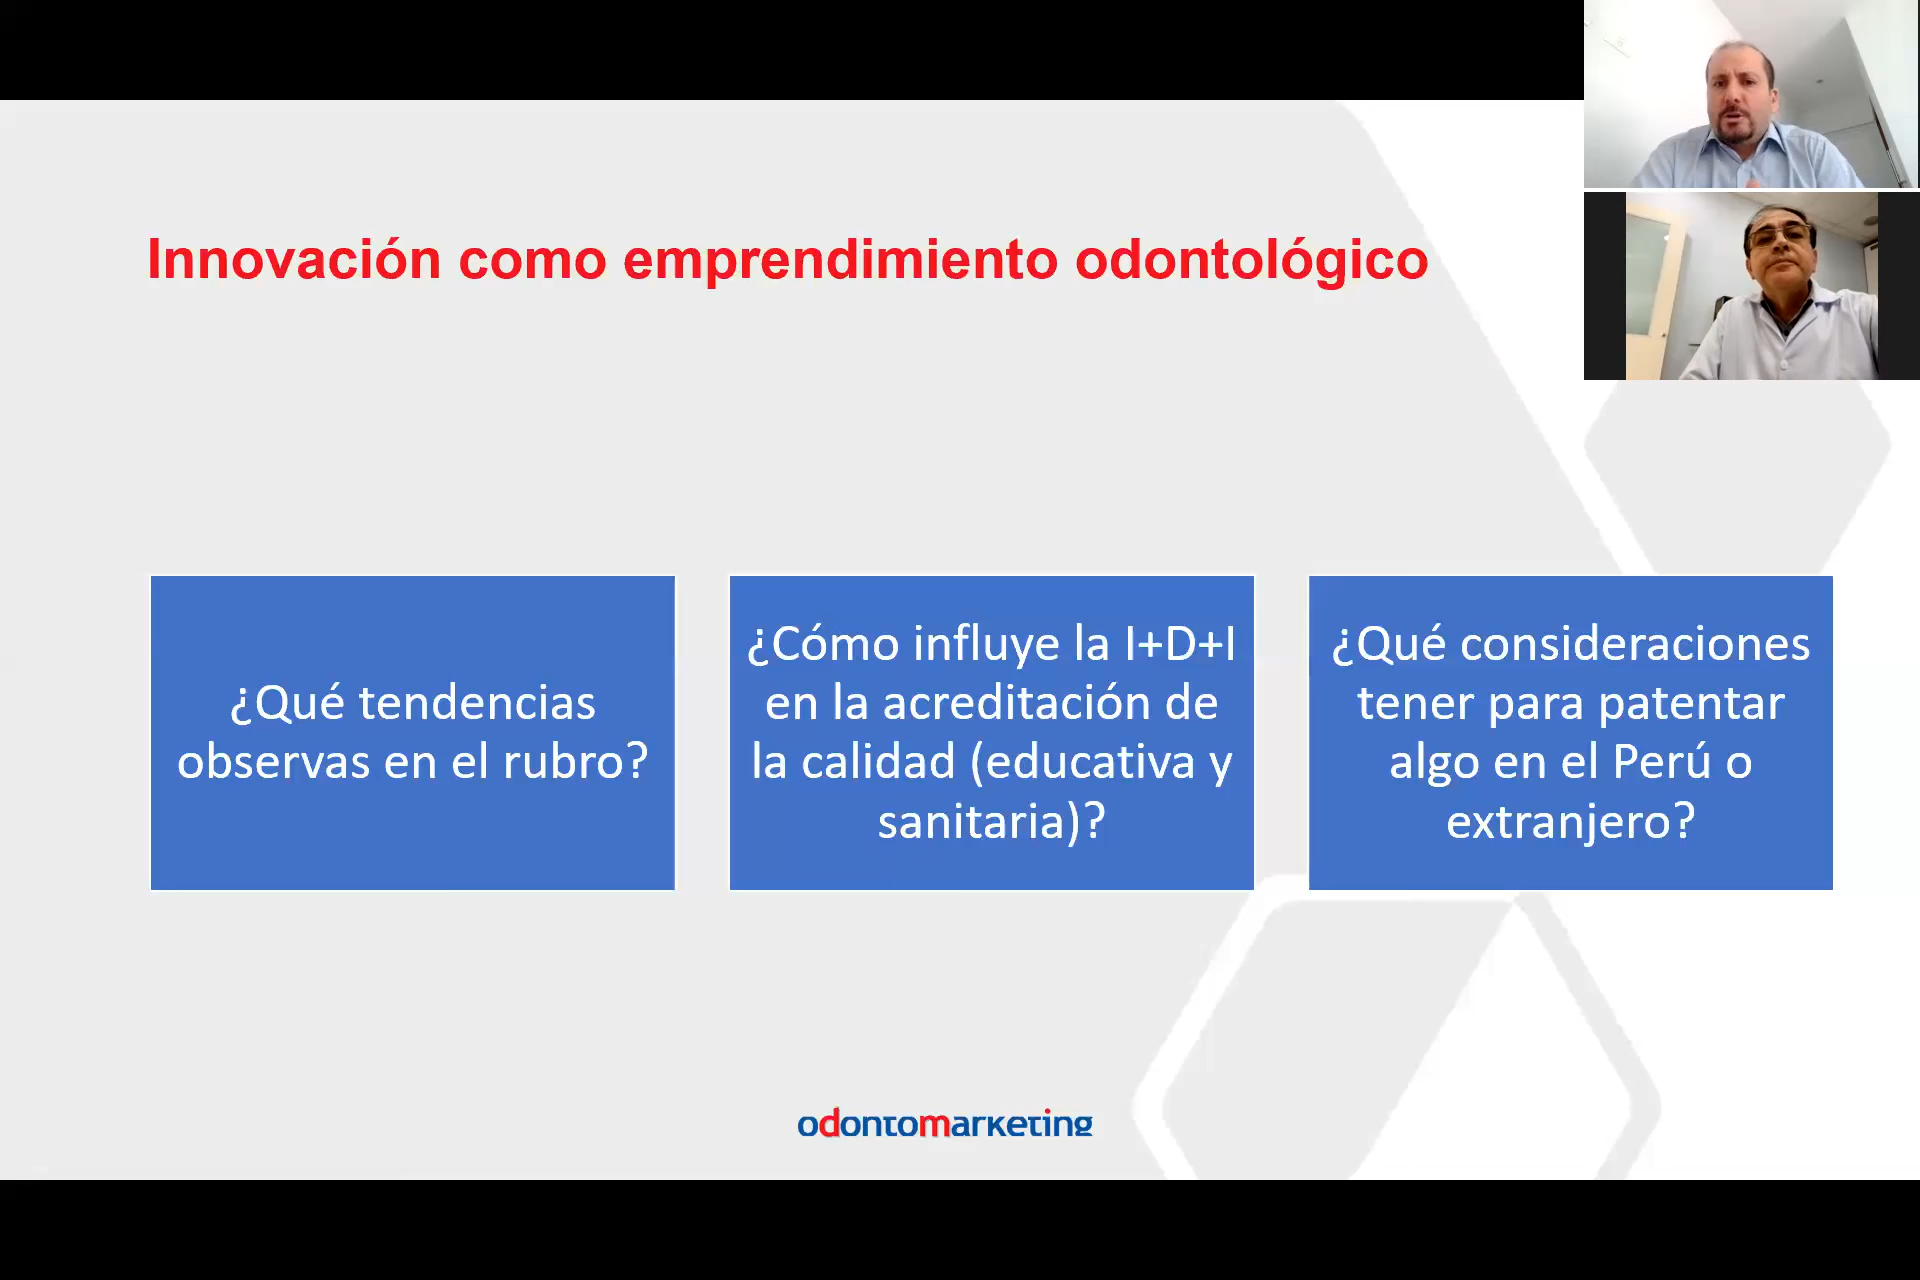 Innovación como emprendimiento odontológico
¿Qué tendencias
observas en el rubro?
¿Cómo influye la I+D+I
en la acreditación de
la calidad (educativa y
sanitaria)?
¿Qué consideraciones
tener para patentar
algo en el Perú o
extranjero?
odontomarketing